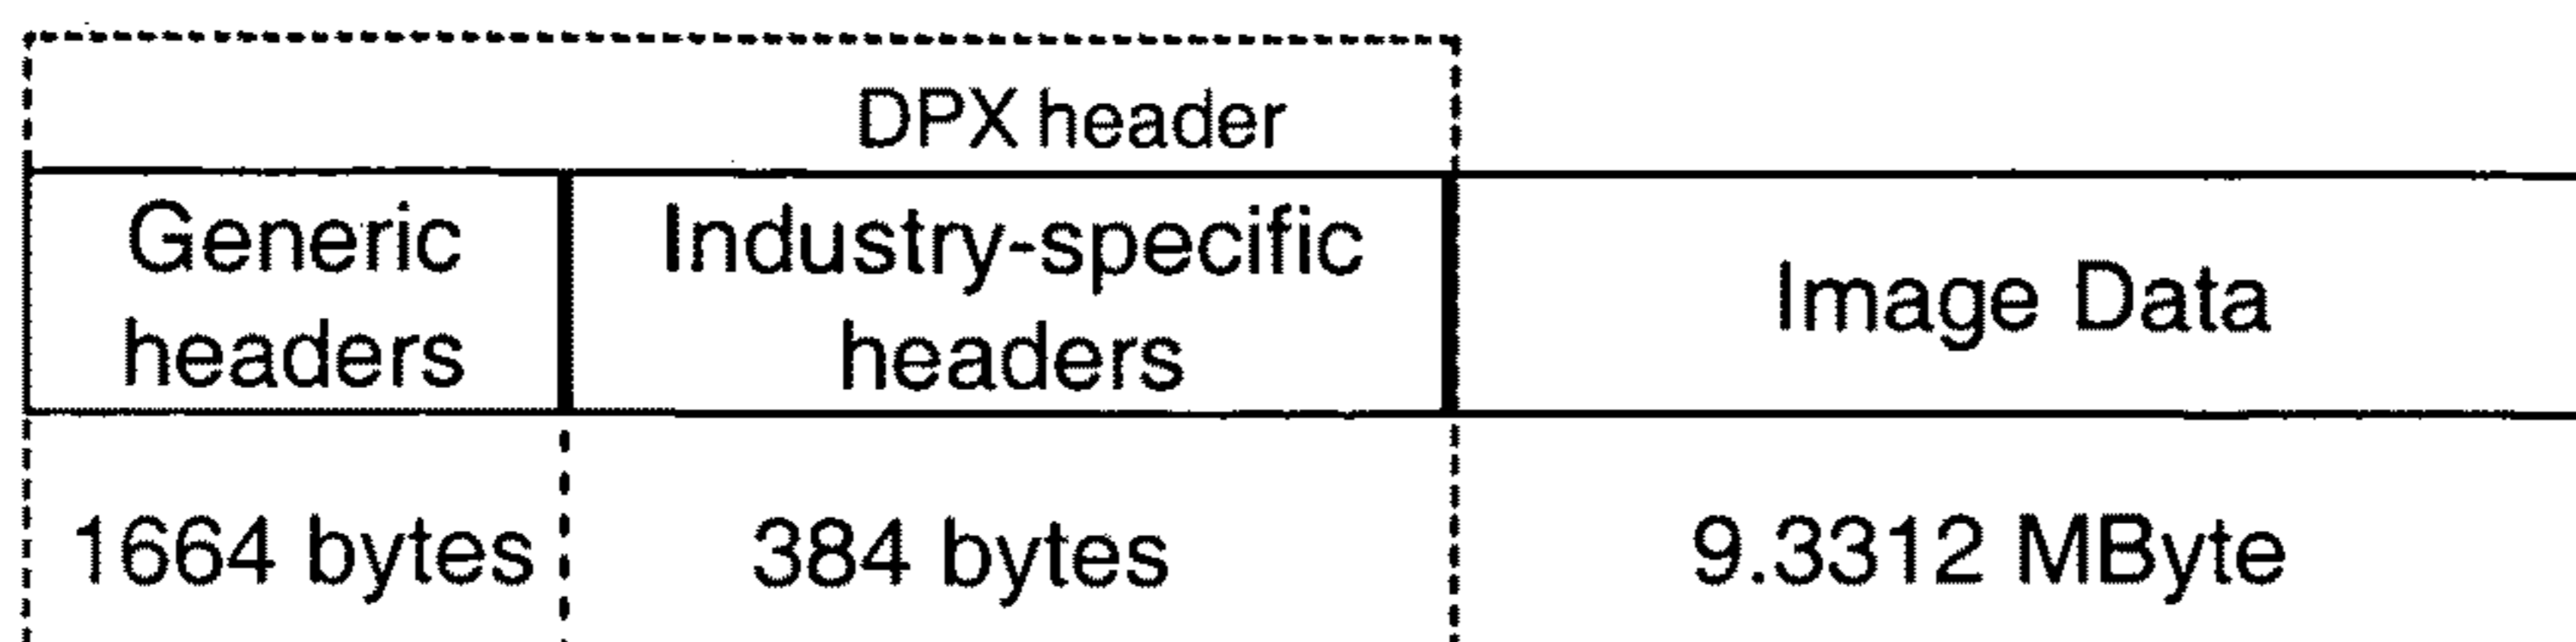 DPX header
Generic
headers
Industry-specific
headers
Image Data
1664 bytes
384 bytes
9.3312 MByte